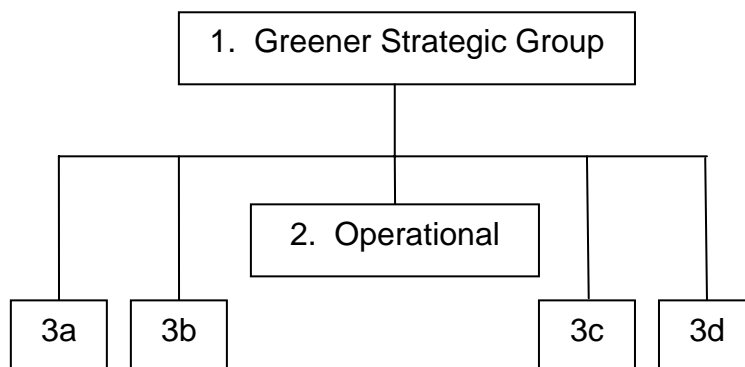 1. Greener Strategic Group
2. Operational
3a
3b
3c
3d